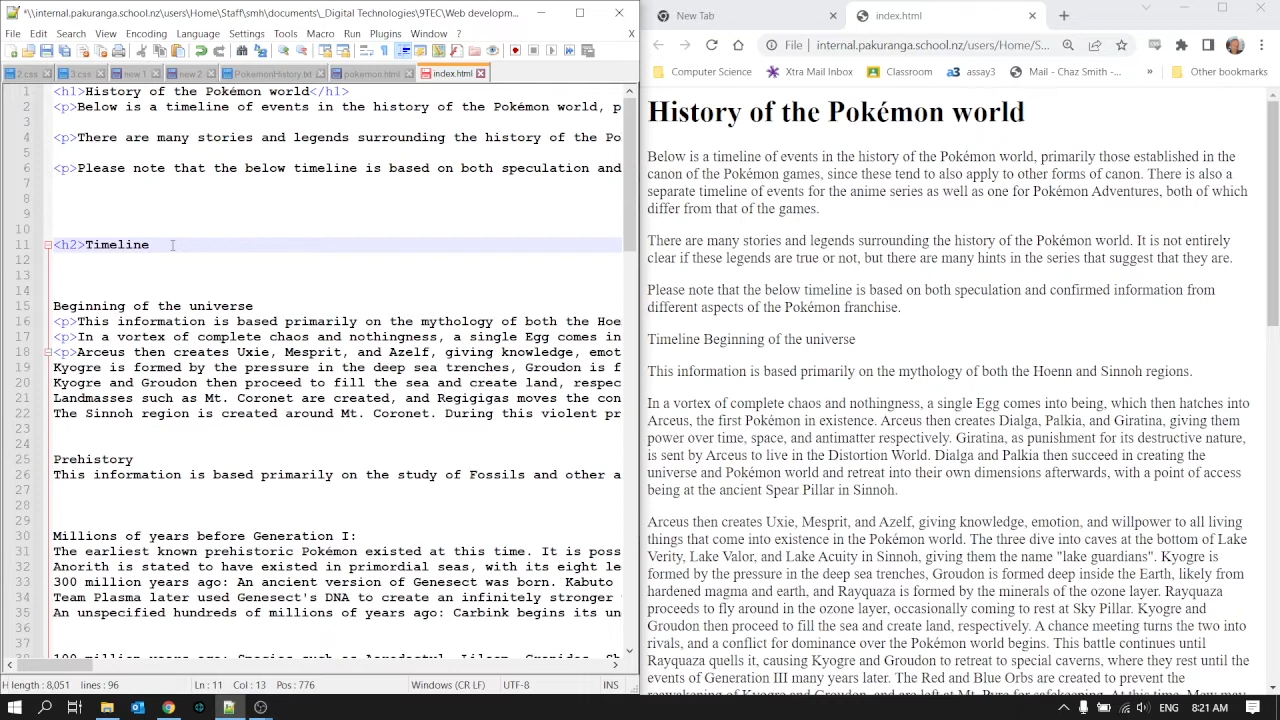 *\\internal.pakuranga.school.nz\users\Home\Staff\smh\documents\_Digital Technologies\9TEC\Web developm...
File Edit Search View Encoding Language Settings Tools Macro Run Plugins Window ? X
2.css 3.css new 1 new 2 PokemonHistory.txt pokemon.html index.html
1 <h1>History of the Pokémon world</h1>
2 <p>Below is a timeline of events in the history of the Pokémon world, p
3
4 <p>There are many stories and legends surrounding the history of the Po
5
6 <p>Please note that the below timeline is based on both speculation and
7
8
9
10
11 <h2>Timeline
12
13
14
15 Beginning of the universe
16 <p>This information is based primarily on the mythology of both the Hoe
17 <p>In a vortex of complete chaos and nothingness, a single Egg comes in
18 <p>Arceus then creates Uxie, Mesprit, and Azelf, giving knowledge, emot
19 Kyogre is formed by the pressure in the deep sea trenches, Groudon is f
20 Kyogre and Groudon then proceed to fill the sea and create land, respec
21 Landmasses such as Mt. Coronet are created, and Regigigas moves the con
22 The Sinnoh region is created around Mt. Coronet. During this violent pr
23
24
25 Prehistory
26 This information is based primarily on the study of Fossils and other a
27
28
29
30 Millions of years before Generation I:
31 The earliest known prehistoric Pokémon existed at this time. It is poss
32 Anorith is stated to have existed in primordial seas, with its eight le
33 300 million years ago: An ancient version of Genesect was born. Kabuto
34 Team Plasma later used Genesect's DNA to create an infinitely stronger
35 An unspecified hundreds of millions of years ago: Carbink begins its un
36
37
H length : 8,051 lines : 96 Ln : 11 Col : 13 Pos : 776 Windows (CR LF) UTF-8 INS
New Tab index.html
File internal.pakuranga.school.nz/users/Home/S...
Computer Science Xtra Mail Inbox Classroom a3 assay3 Mail - Chaz Smith -... » Other bookmarks
History of the Pokémon world
Below is a timeline of events in the history of the Pokémon world, primarily those established in the
canon of the Pokémon games, since these tend to also apply to other forms of canon. There is also a
separate timeline of events for the anime series as well as one for Pokémon Adventures, both of which
differ from that of the games.
There are many stories and legends surrounding the history of the Pokémon world. It is not entirely
clear if these legends are true or not, but there are many hints in the series that suggest that they are.
Please note that the below timeline is based on both speculation and confirmed information from
different aspects of the Pokémon franchise.
Timeline Beginning of the universe
This information is based primarily on the mythology of both the Hoenn and Sinnoh regions.
In a vortex of complete chaos and nothingness, a single Egg comes into being, which then hatches into
Arceus, the first Pokémon in existence. Arceus then creates Dialga, Palkia, and Giratina, giving them
power over time, space, and antimatter respectively. Giratina, as punishment for its destructive nature,
is sent by Arceus to live in the Distortion World. Dialga and Palkia then succeed in creating the
universe and Pokémon world and retreat into their own dimensions afterwards, with a point of access
being at the ancient Spear Pillar in Sinnoh.
Arceus then creates Uxie, Mesprit, and Azelf, giving knowledge, emotion, and willpower to all living
things that come into existence in the Pokémon world. The three dive into caves at the bottom of Lake
Verity, Lake Valor, and Lake Acuity in Sinnoh, giving them the name "lake guardians". Kyogre is
formed by the pressure in the deep sea trenches, Groudon is formed deep inside the Earth, likely from
hardened magma and earth, and Rayquaza is formed by the minerals of the ozone layer. Rayquaza
proceeds to fly around in the ozone layer, occasionally coming to rest at Sky Pillar. Kyogre and
Groudon then proceed to fill the sea and create land, respectively. A chance meeting turns the two into
rivals, and a conflict for dominance over the Pokémon world begins. This battle continues until
Rayquaza quells it, causing Kyogre and Groudon to retreat to special caverns, where they rest until the
events of Generation III many years later. The Red and Blue Orbs are created to prevent the
ENG 8:21 AM